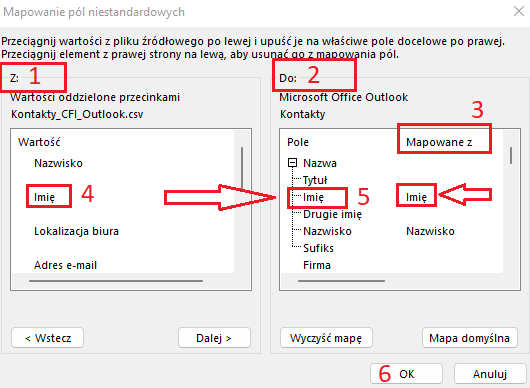 Mapowanie pól niestandardowych
Przeciągnij wartości z pliku źródłowego po lewej i upuść je na właściwe pole docelowe po prawej.
Przeciągnij element z prawej strony na lewą, aby usunąć go z mapowania pól.
Z: 1
Wartości oddzielone przecinkami
Kontakty_CFI_Outlook.csv
Wartość
Nazwisko
Imię 4
Lokalizacja biura
Adres e-mail
< Wstecz
Dalej >
Do: 2
Microsoft Office Outlook
Kontakty
3
Pole Mapowane z
Nazwa
Tytuł
Imię 5 Imię
Drugie imię
Nazwisko Nazwisko
Sufiks
Firma
Wyczyść mapę
Mapa domyślna
6 OK
Anuluj